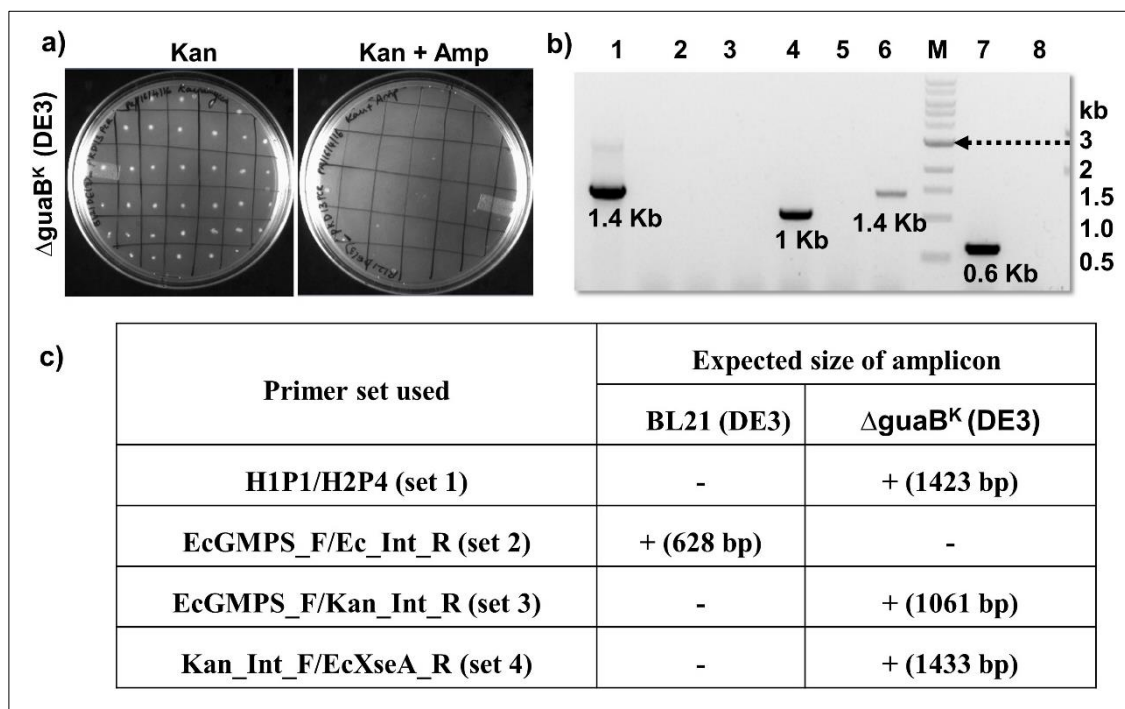 a)
Kan
Kan + Amp
ΔguaBᴷ (DE3)
b)
1 2 3 4 5 6 M 7 8
kb
3
2
1.5
1.0
0.5
1.4 Kb
1 Kb
1.4 Kb
0.6 Kb
c)
Primer set used
Expected size of amplicon
BL21 (DE3)
ΔguaBᴷ (DE3)
H1P1/H2P4 (set 1)
-
+ (1423 bp)
EcGMPS_F/Ec_Int_R (set 2)
+ (628 bp)
-
EcGMPS_F/Kan_Int_R (set 3)
-
+ (1061 bp)
Kan_Int_F/EcXseA_R (set 4)
-
+ (1433 bp)